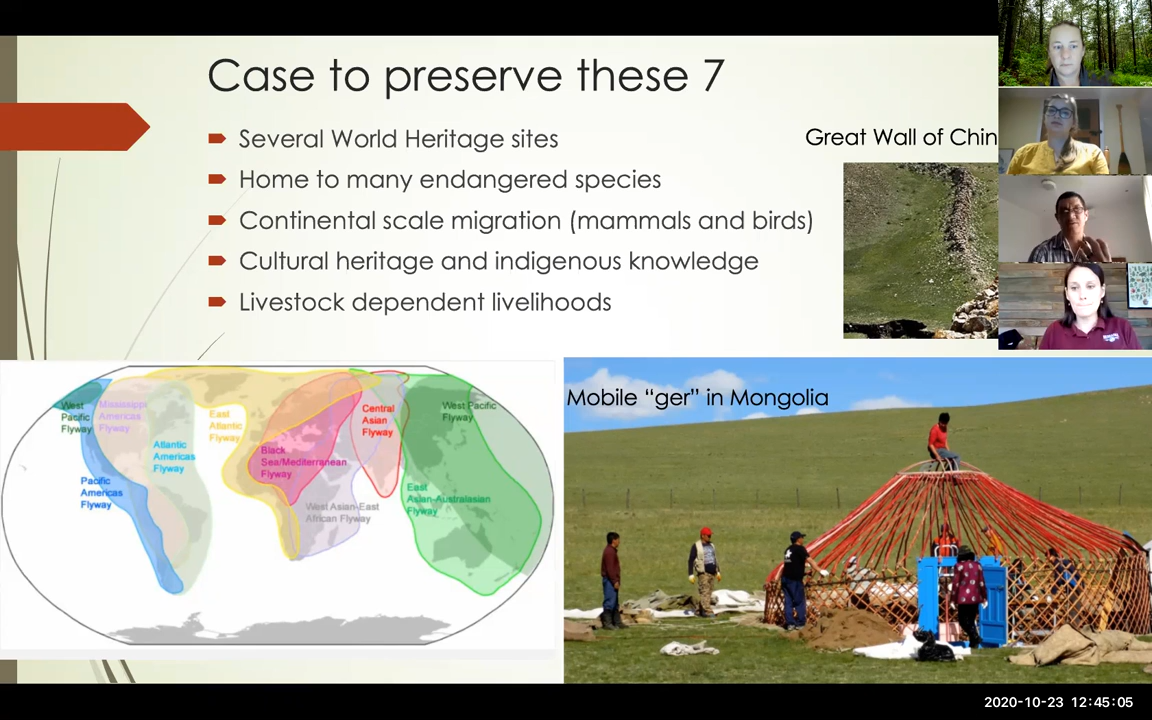 Case to preserve these 7
Several World Heritage sites
Home to many endangered species
Continental scale migration (mammals and birds)
Cultural heritage and indigenous knowledge
Livestock dependent livelihoods
Great Wall of Chin
West
Pacific
Flyway
Mississippi
Americas
Flyway
Atlantic
Americas
Flyway
Pacific
Americas
Flyway
East
Atlantic
Flyway
Black
Sea/Mediterranean
Flyway
West Asian-East
African Flyway
Central
Asian
Flyway
West Pacific
Flyway
East
Asian-Australasian
Flyway
Mobile “ger” in Mongolia
2020-10-23 12:45:05